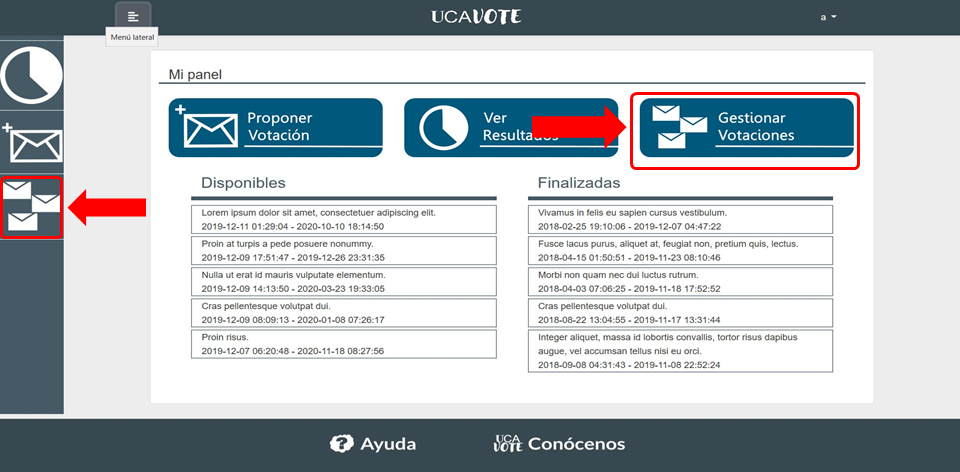 UCAVOTE
a
Menú lateral
Mi panel
Proponer
Votación
Ver
Resultados
Gestionar
Votaciones
Disponibles
Lorem ipsum dolor sit amet, consectetuer adipiscing elit.
2019-12-11 01:29:04 - 2020-10-10 18:14:50
Proin at turpis a pede posuere nonummy.
2019-12-09 17:51:47 - 2019-12-26 23:31:35
Nulla ut erat id mauris vulputate elementum.
2019-12-09 14:13:50 - 2020-03-23 19:33:05
Cras pellentesque volutpat dui.
2019-12-09 08:09:13 - 2020-01-08 07:26:17
Proin risus.
2019-12-07 06:20:48 - 2020-11-18 08:27:56
Finalizadas
Vivamus in felis eu sapien cursus vestibulum.
2018-02-25 19:10:06 - 2019-12-07 04:47:22
Fusce lacus purus, aliquet at, feugiat non, pretium quis, lectus.
2018-04-15 01:50:51 - 2019-11-23 08:10:46
Morbi non quam nec dui luctus rutrum.
2018-04-03 07:06:25 - 2019-11-18 17:52:52
Cras pellentesque volutpat dui.
2018-08-22 13:04:55 - 2019-11-17 13:31:44
Integer aliquet, massa id lobortis convallis, tortor risus dapibus
augue, vel accumsan tellus nisi eu orci.
2018-09-08 04:31:43 - 2019-11-08 22:52:24
Ayuda
UCA
VOTE
Conócenos